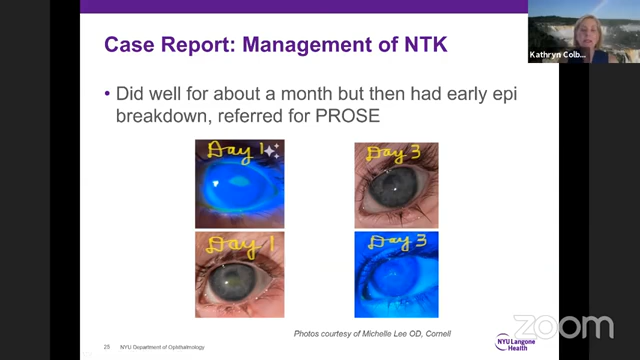 Case Report: Management of NTK
Kathryn Colb...
• Did well for about a month but then had early epi
breakdown, referred for PROSE
Day 1
Day 3
Day 1
Day 3
Photos courtesy of Michelle Lee OD, Cornell
25
NYU Department of Ophthalmology
NYU Langone
Health
zoom